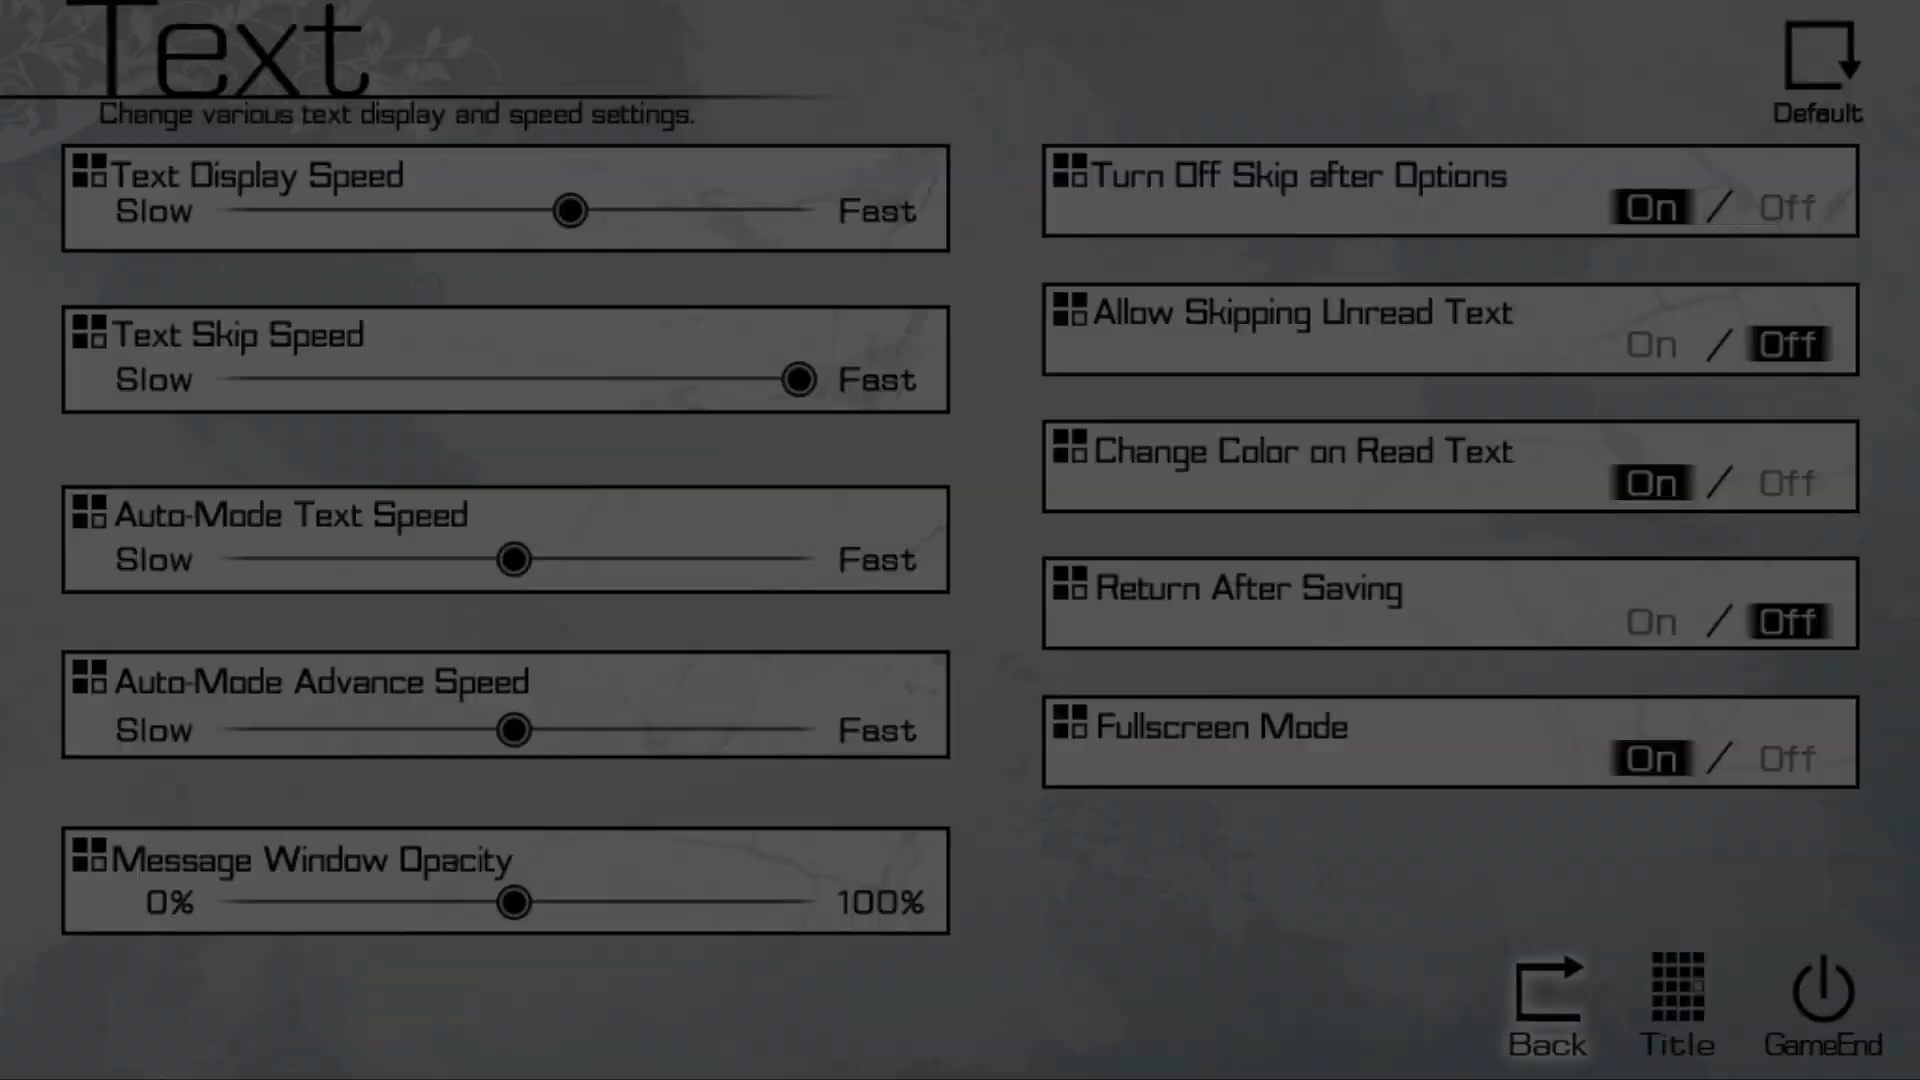 Text
Change various text display and speed settings.
Default
Text Display Speed
Slow Fast
Text Skip Speed
Slow Fast
Auto-Mode Text Speed
Slow Fast
Auto-Mode Advance Speed
Slow Fast
Message Window Opacity
0% 100%
Turn Off Skip after Options
On / Off
Allow Skipping Unread Text
On / Off
Change Color on Read Text
On / Off
Return After Saving
On / Off
Fullscreen Mode
On / Off
Back Title GameEnd